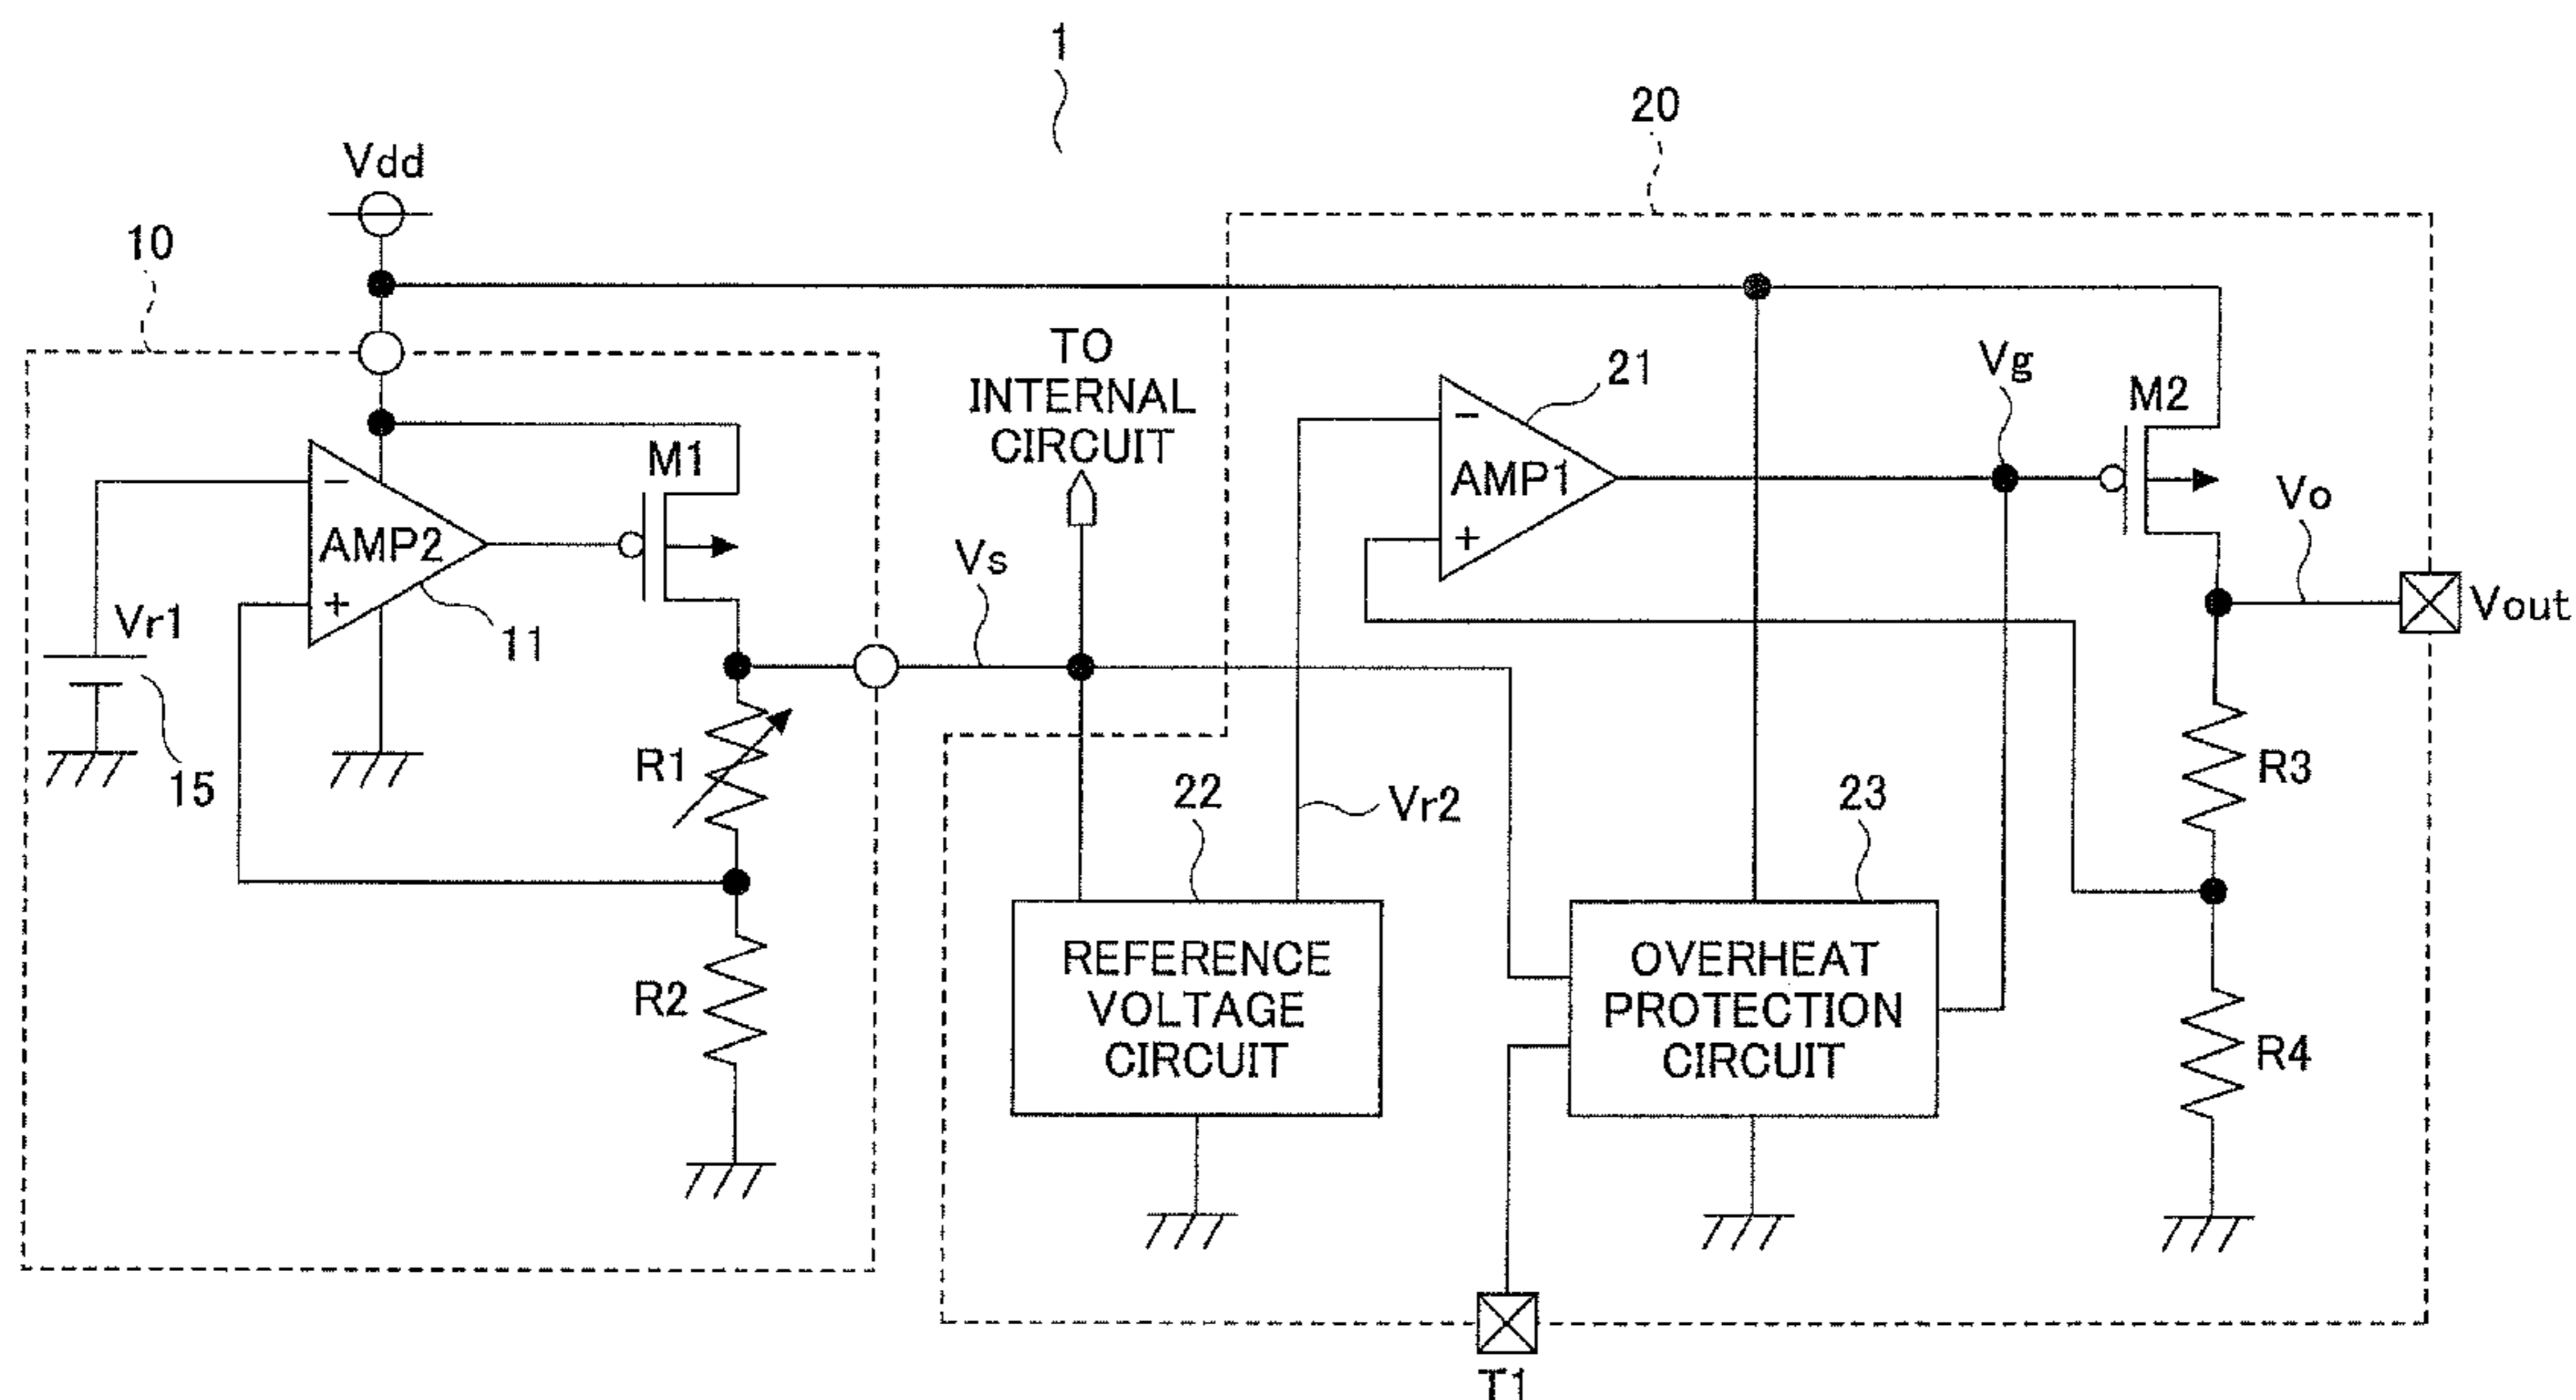 1
20
Vdd
10
TO
INTERNAL
CIRCUIT
21
Vg
M2
M1
−
AMP1
+
Vo
−
AMP2
+
Vs
Vout
Vr1
11
R1
15
22
Vr2
23
R3
REFERENCE
VOLTAGE
CIRCUIT
OVERHEAT
PROTECTION
CIRCUIT
R2
R4
T1